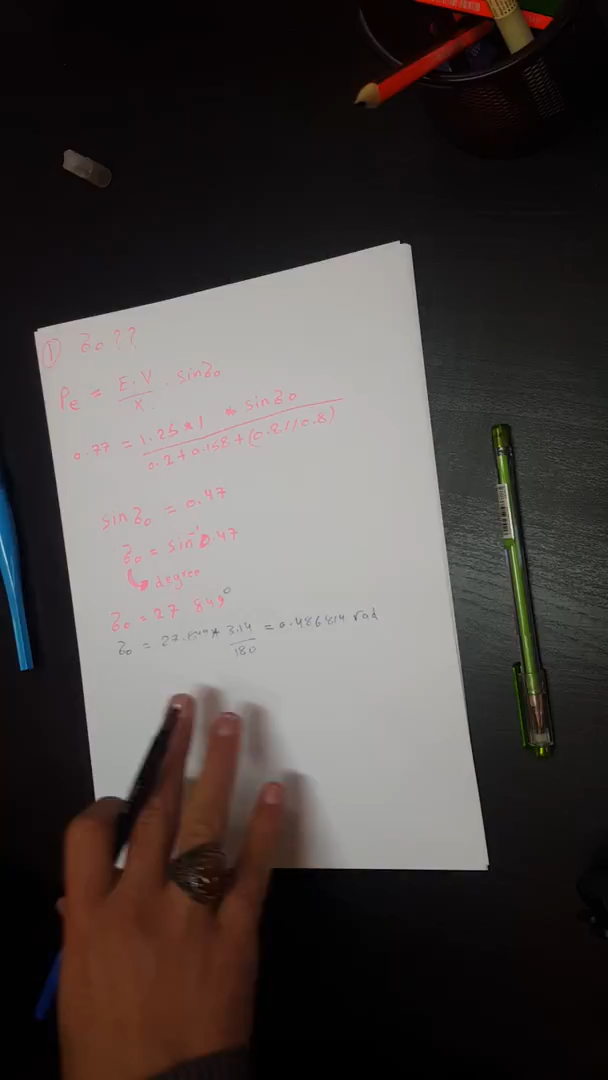 ① δo ??
Pe = E.V / X . sinδo
0.77 = 1.25*1 * sinδo / 0.2+0.158+(0.8//0.8)
sinδo = 0.47
δo = sin⁻¹ 0.47
degree
δo = 27.849°
δo = 27.849 * 3.14 / 180 = 0.486814 rad